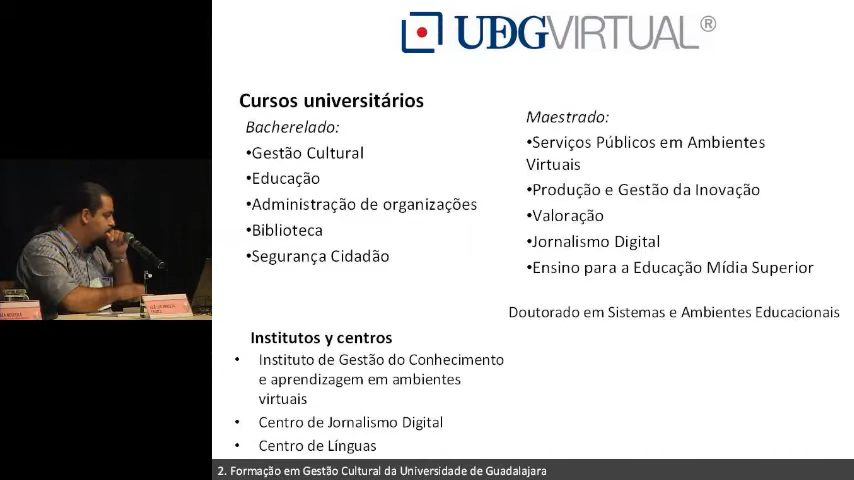 UDGVIRTUAL®
Cursos universitários
Bacherelado:
•Gestão Cultural
•Educação
•Administração de organizações
•Biblioteca
•Segurança Cidadão
Maestrado:
•Serviços Públicos em Ambientes
Virtuais
•Produção e Gestão da Inovação
•Valoração
•Jornalismo Digital
•Ensino para a Educação Mídia Superior
Doutorado em Sistemas e Ambientes Educacionais
Institutos y centros
• Instituto de Gestão do Conhecimento
e aprendizagem em ambientes
virtuais
• Centro de Jornalismo Digital
• Centro de Línguas
2. Formação em Gestão Cultural da Universidade de Guadalajara